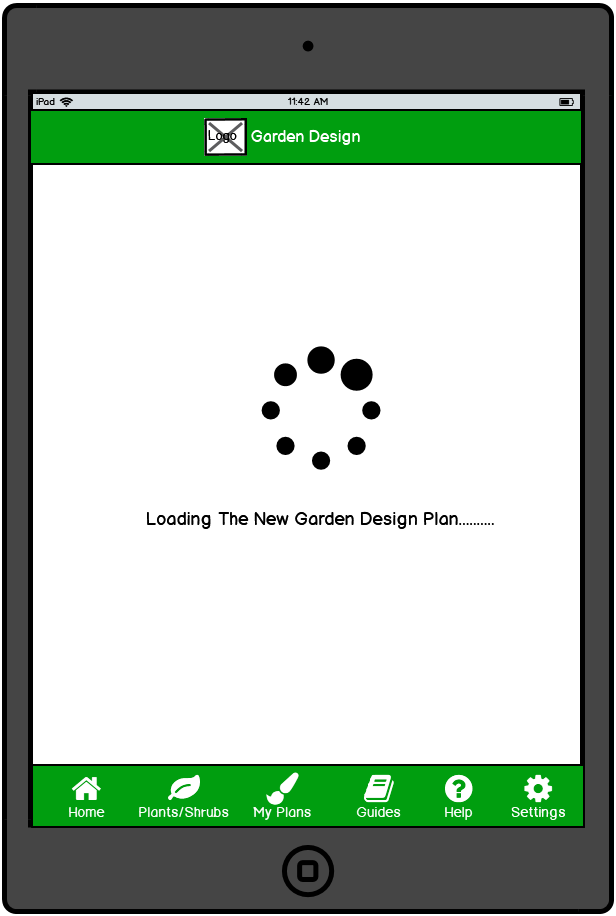 iPad 11:42 AM
Logo Garden Design
Loading The New Garden Design Plan..........
Home Plants/Shrubs My Plans Guides Help Settings